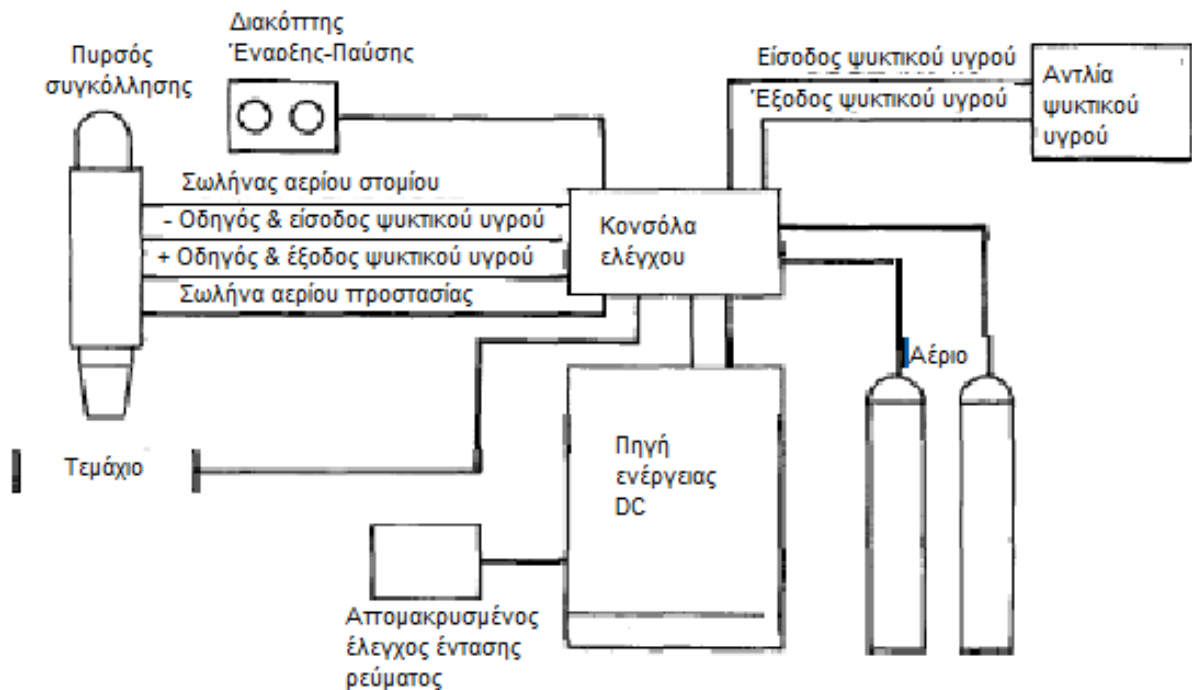 Διακόπτης
Έναρξης-Παύσης
Πυρσός
συγκόλλησης
Είσοδος ψυκτικού υγρού
Έξοδος ψυκτικού υγρού
Αντλία
ψυκτικού
υγρού
Σωλήνας αερίου στομίου
- Οδηγός & είσοδος ψυκτικού υγρού
+ Οδηγός & έξοδος ψυκτικού υγρού
Σωλήνα αερίου προστασίας
Κονσόλα
ελέγχου
Αέριο
Τεμάχιο
Πηγή
ενέργειας
DC
Απομακρυσμένος
έλεγχος έντασης
ρεύματος